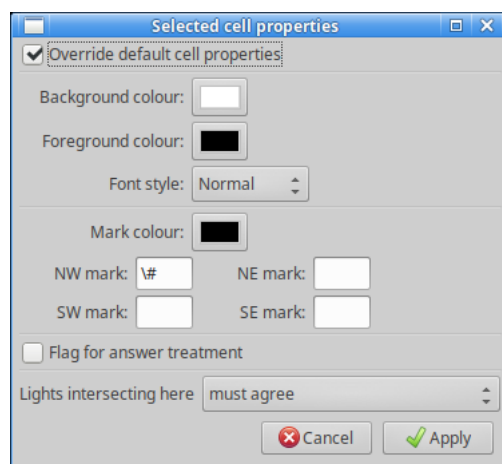 Selected cell properties
Override default cell properties
Background colour:
Foreground colour:
Font style: Normal
Mark colour:
NW mark: \# NE mark:
SW mark: SE mark:
Flag for answer treatment
Lights intersecting here must agree
Cancel Apply